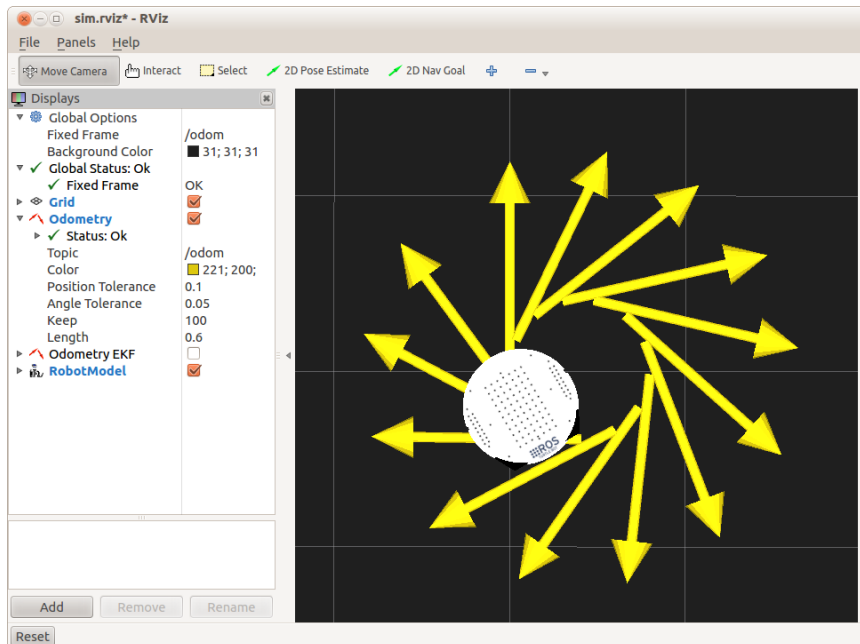 sim.rviz* - RViz
File Panels Help
Move Camera Interact Select 2D Pose Estimate 2D Nav Goal
Displays
Global Options
Fixed Frame /odom
Background Color 31; 31; 31
Global Status: Ok
Fixed Frame OK
Grid
Odometry
Status: Ok
Topic /odom
Color 221; 200;
Position Tolerance 0.1
Angle Tolerance 0.05
Keep 100
Length 0.6
Odometry EKF
RobotModel
ROS
Add Remove Rename
Reset